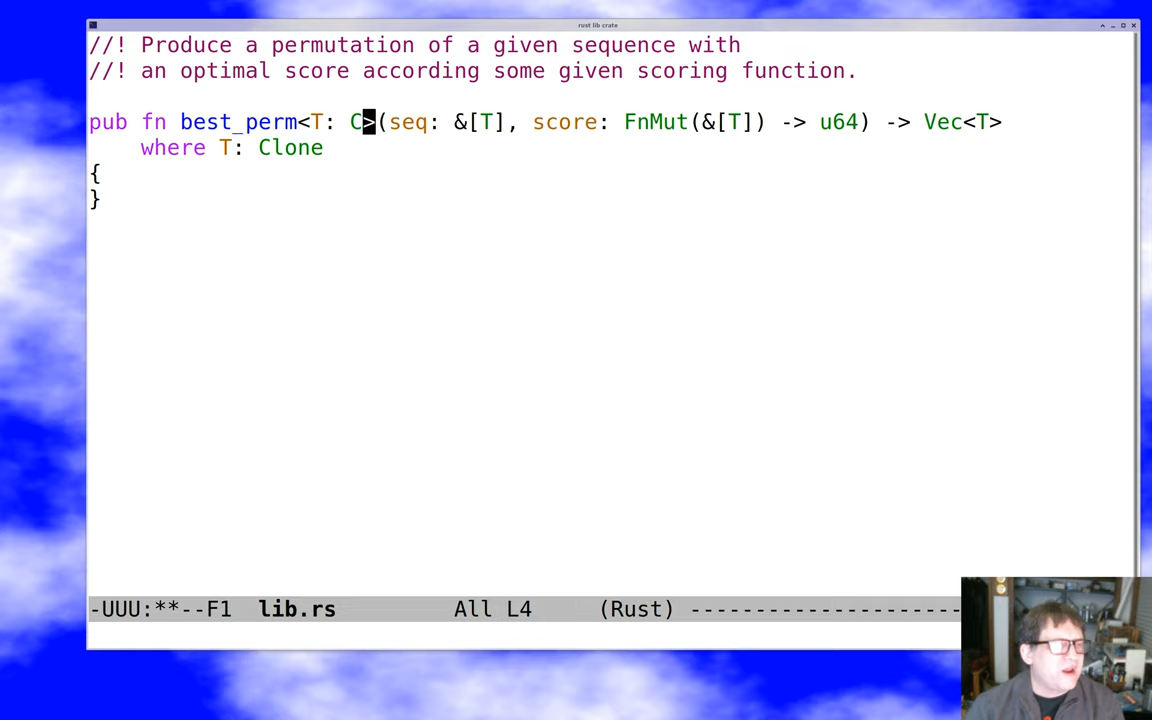 rust lib crate
//! Produce a permutation of a given sequence with
//! an optimal score according some given scoring function.
pub fn best_perm<T: C>(seq: &[T], score: FnMut(&[T]) -> u64) -> Vec<T>
    where T: Clone
{
}
-UUU:**--F1  lib.rs         All L4     (Rust) ---------------------